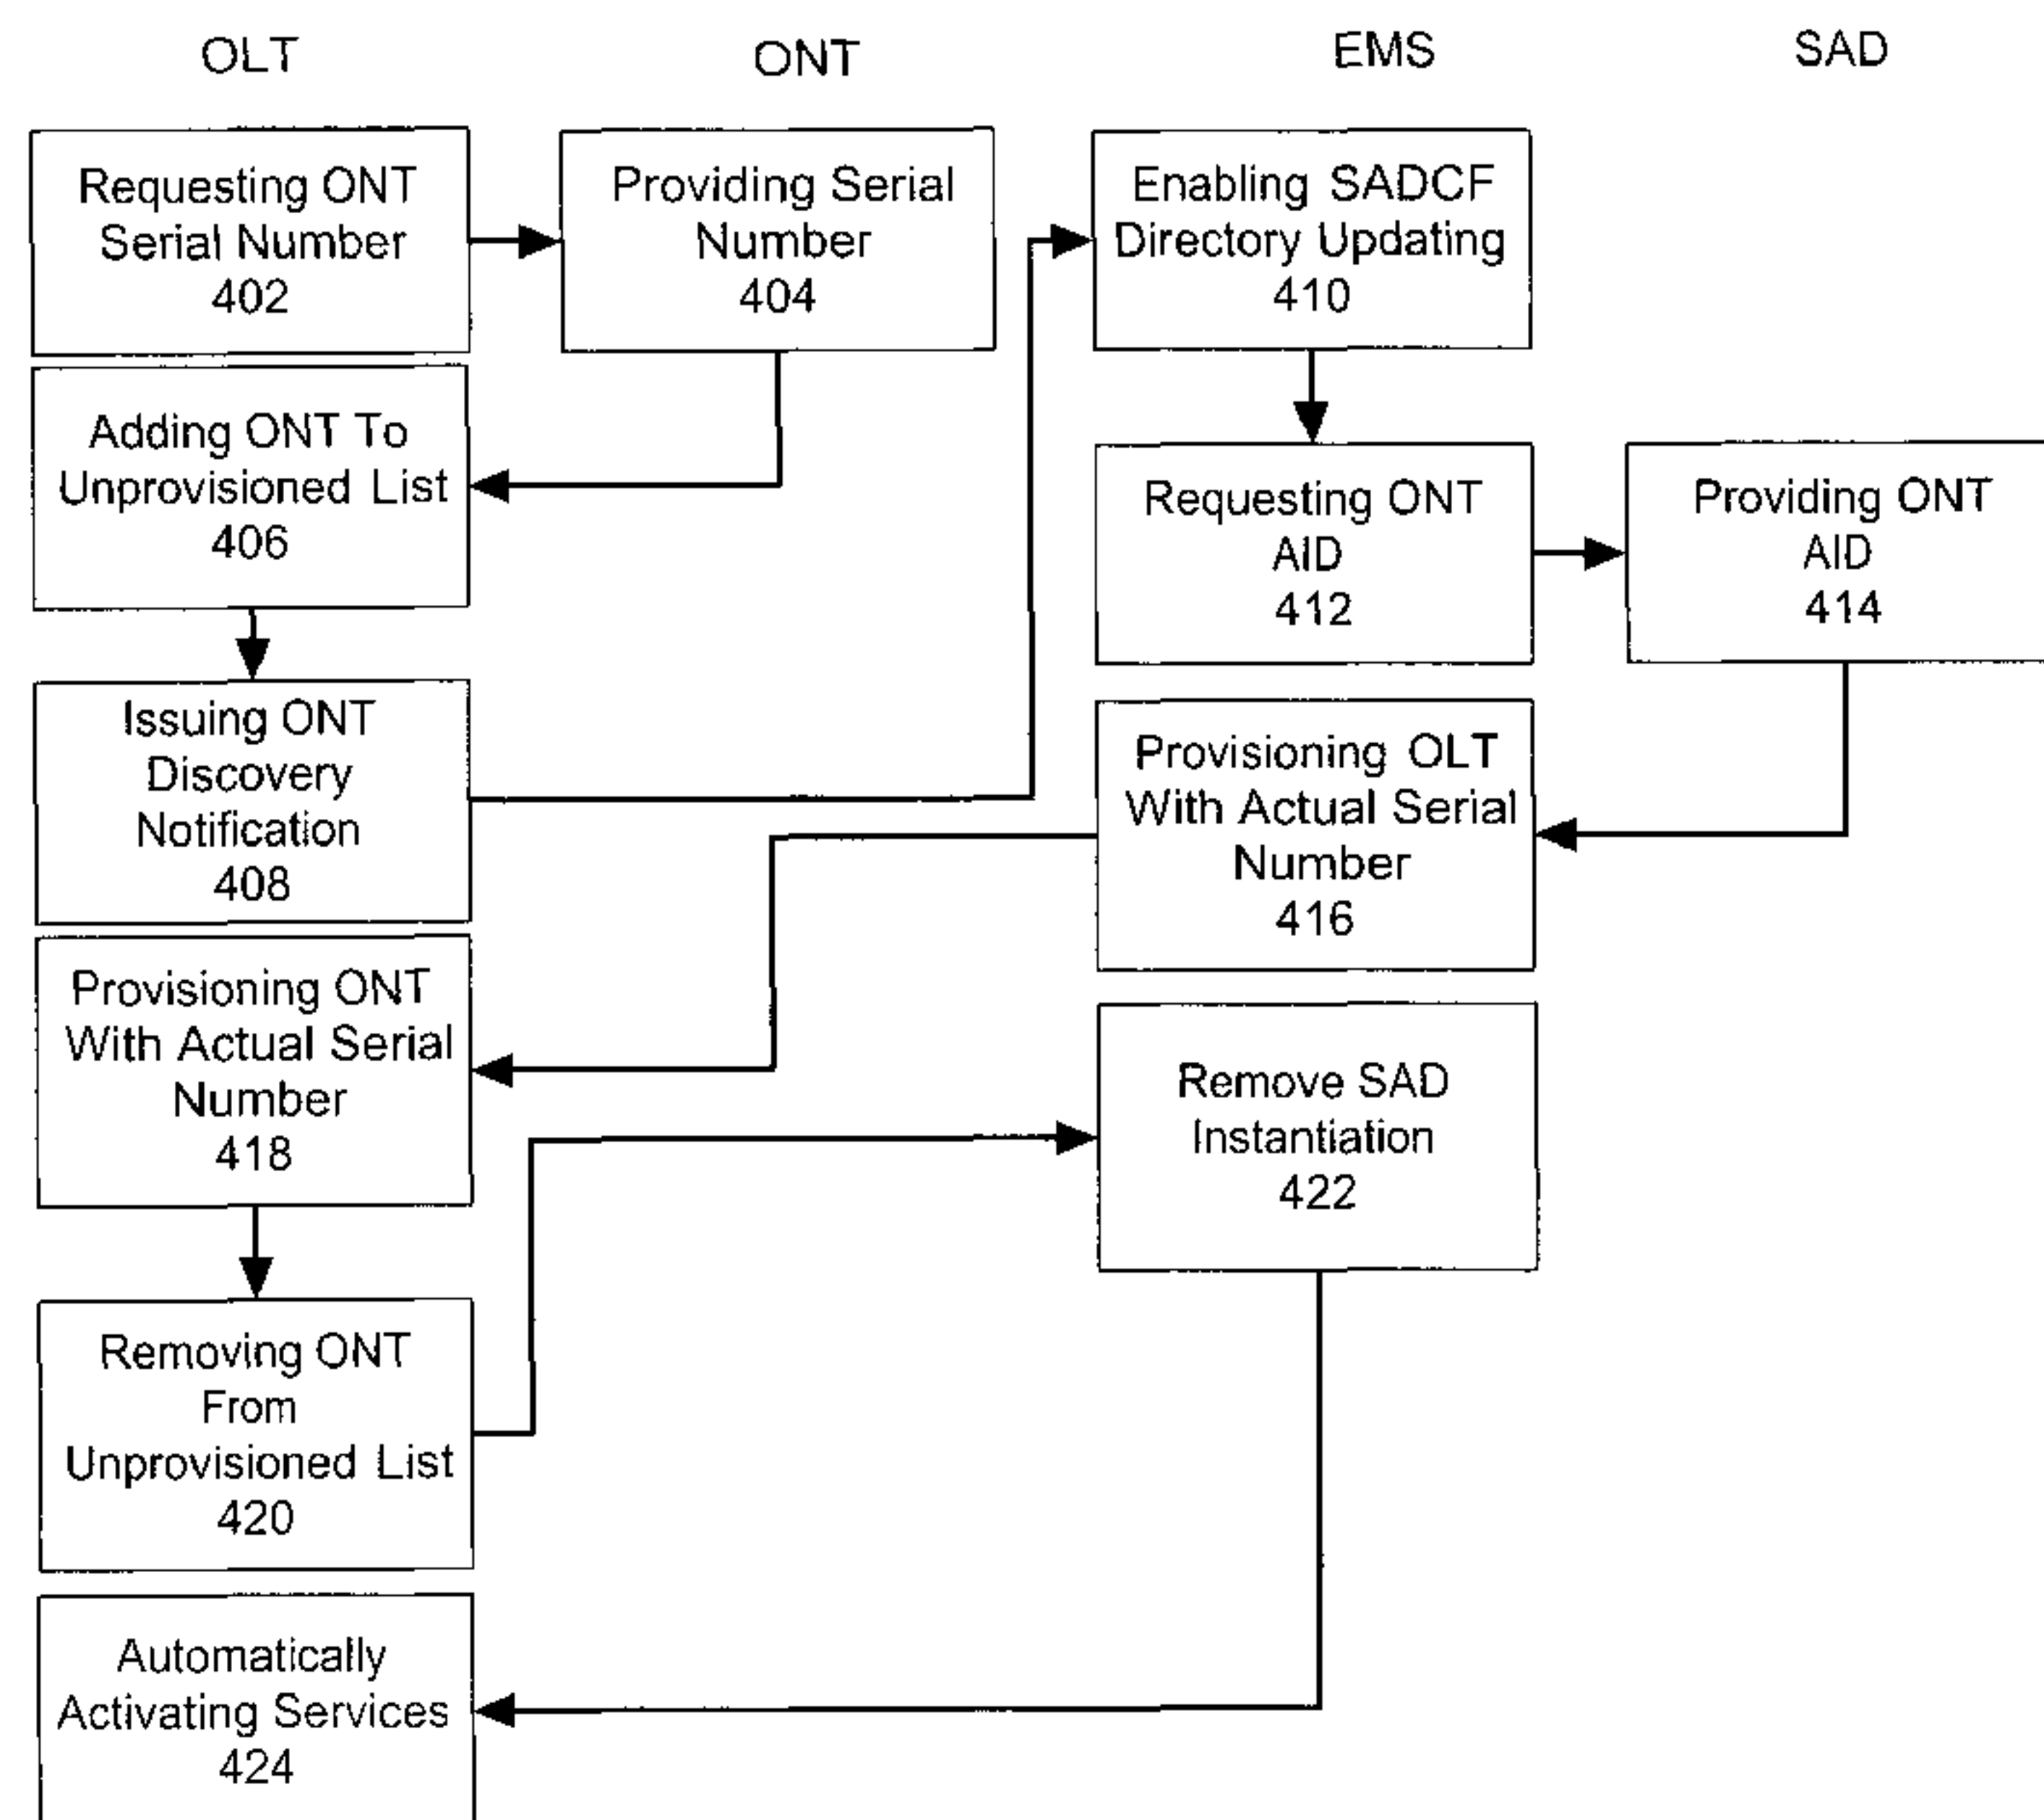 OLT
ONT
EMS
SAD
Requesting ONT
Serial Number
402
Providing Serial
Number
404
Enabling SADCF
Directory Updating
410
Adding ONT To
Unprovisioned List
406
Requesting ONT
AID
412
Providing ONT
AID
414
Issuing ONT
Discovery
Notification
408
Provisioning OLT
With Actual Serial
Number
416
Provisioning ONT
With Actual Serial
Number
418
Remove SAD
Instantiation
422
Removing ONT
From
Unprovisioned List
420
Automatically
Activating Services
424